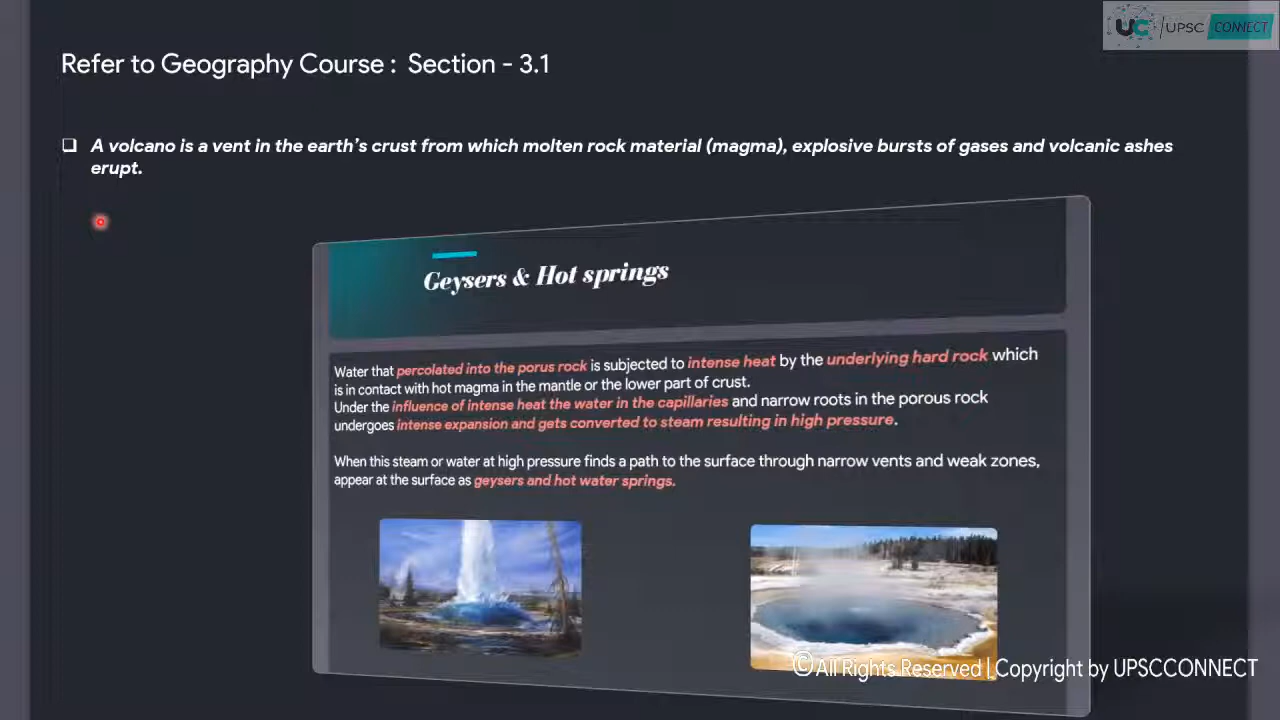 UC /UPSC CONNECT
Refer to Geography Course : Section - 3.1
A volcano is a vent in the earth's crust from which molten rock material (magma), explosive bursts of gases and volcanic ashes
erupt.
Geysers & Hot springs
Water that percolated into the porus rock is subjected to intense heat by the underlying hard rock which
is in contact with hot magma in the mantle or the lower part of crust.
Under the influence of intense heat the water in the capillaries and narrow roots in the porous rock
undergoes intense expansion and gets converted to steam resulting in high pressure.
When this steam or water at high pressure finds a path to the surface through narrow vents and weak zones,
appear at the surface as geysers and hot water springs.
©All Rights Reserved | Copyright by UPSCCONNECT